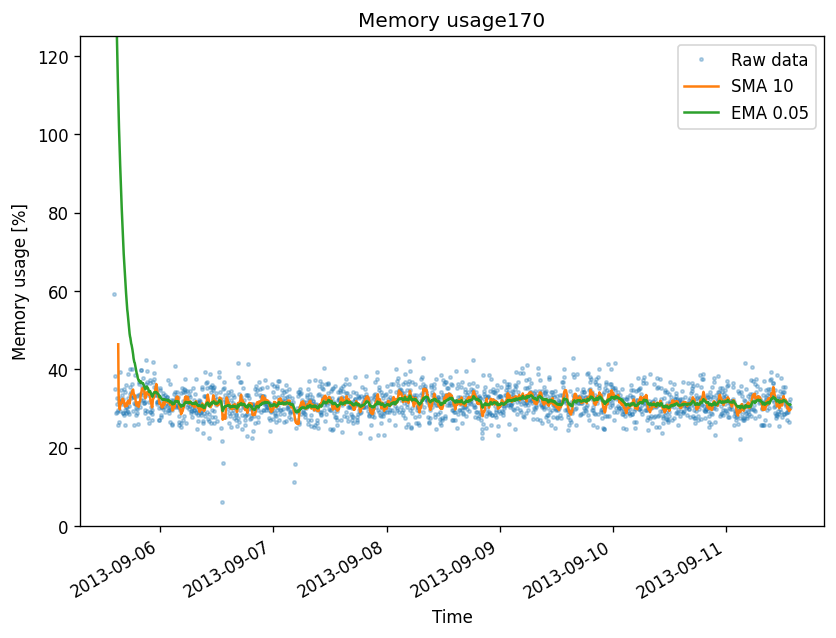 Memory usage170
120
100
80
60
40
20
0
Memory usage [%]
Raw data
SMA 10
EMA 0.05
2013-09-06
2013-09-07
2013-09-08
2013-09-09
2013-09-10
2013-09-11
Time